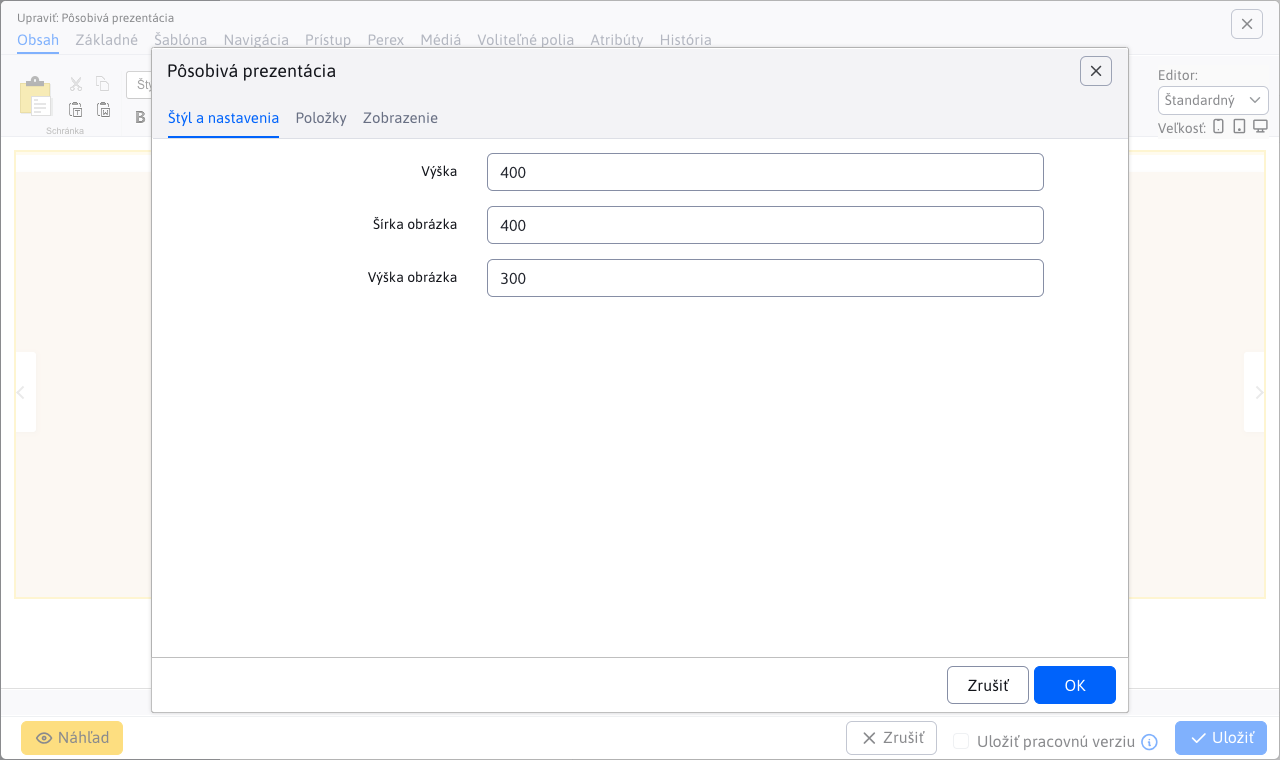 Upraviť: Pôsobivá prezentácia
Obsah Základné Šablóna Navigácia Prístup Perex Médiá Voliteľné polia Atribúty História
Schránka
B
Editor:
Štandardný
Veľkosť:
Pôsobivá prezentácia
Štýl a nastavenia Položky Zobrazenie
Výška 400
Šírka obrázka 400
Výška obrázka 300
Zrušiť OK
Náhľad Zrušiť Uložiť pracovnú verziu Uložiť